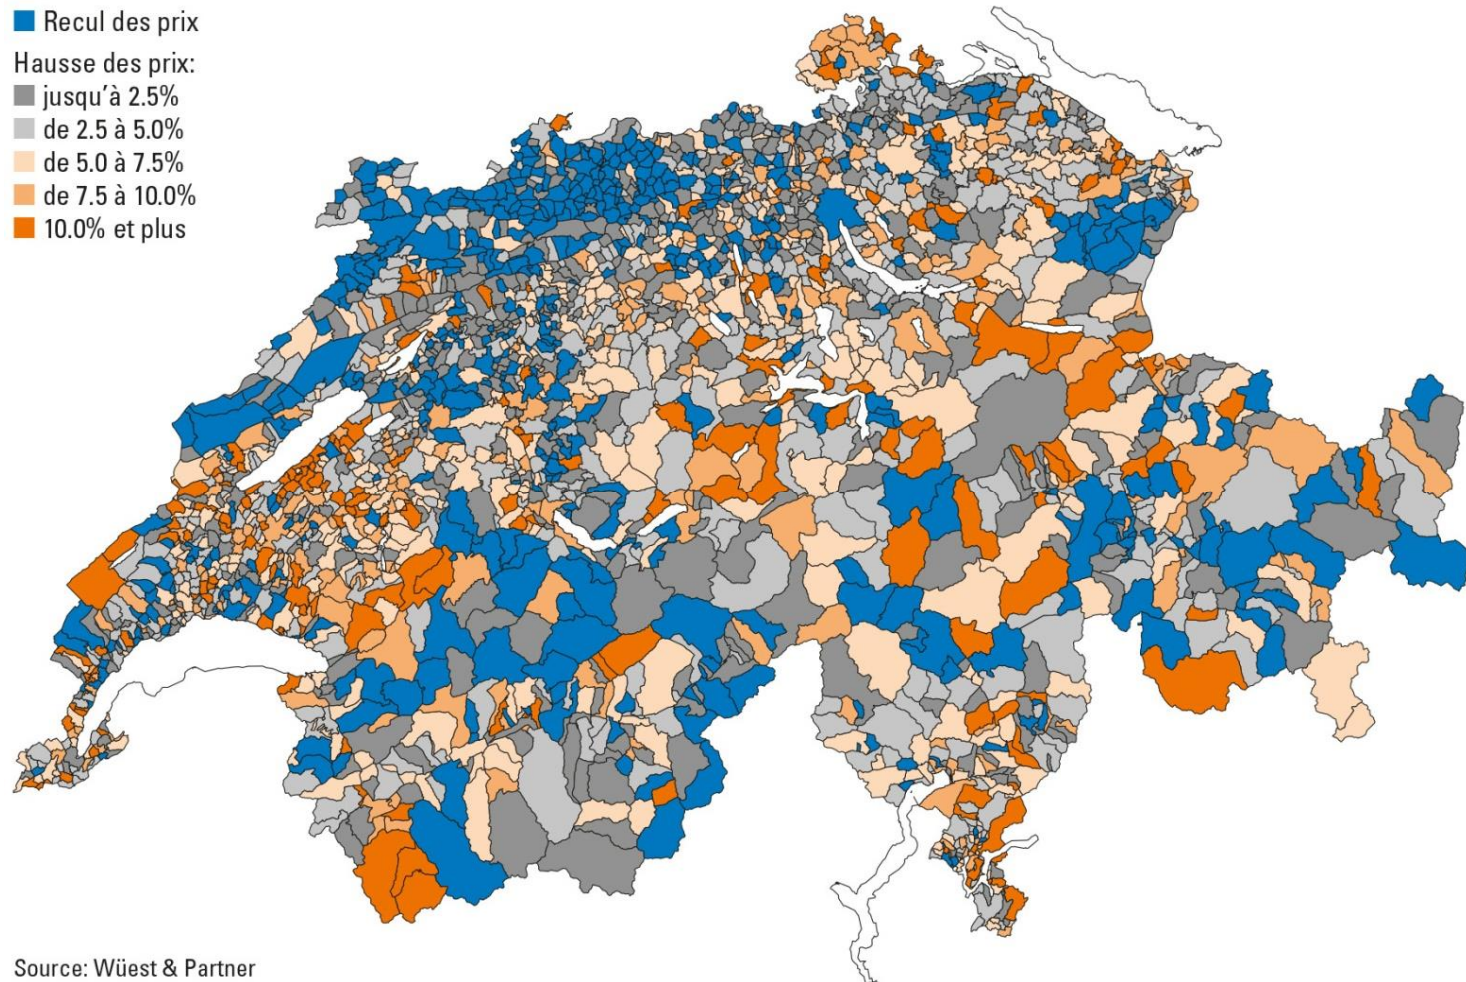 Recul des prix
Hausse des prix:
jusqu'à 2.5%
de 2.5 à 5.0%
de 5.0 à 7.5%
de 7.5 à 10.0%
10.0% et plus
Source: Wüest & Partner